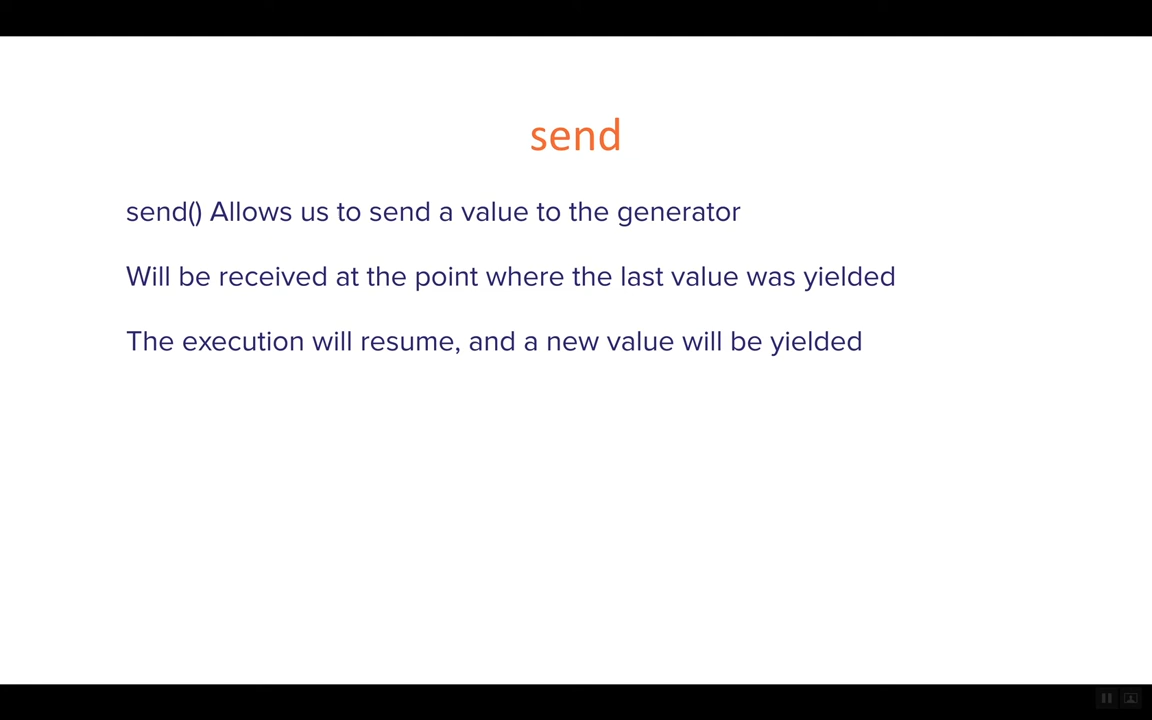 send
send() Allows us to send a value to the generator
Will be received at the point where the last value was yielded
The execution will resume, and a new value will be yielded